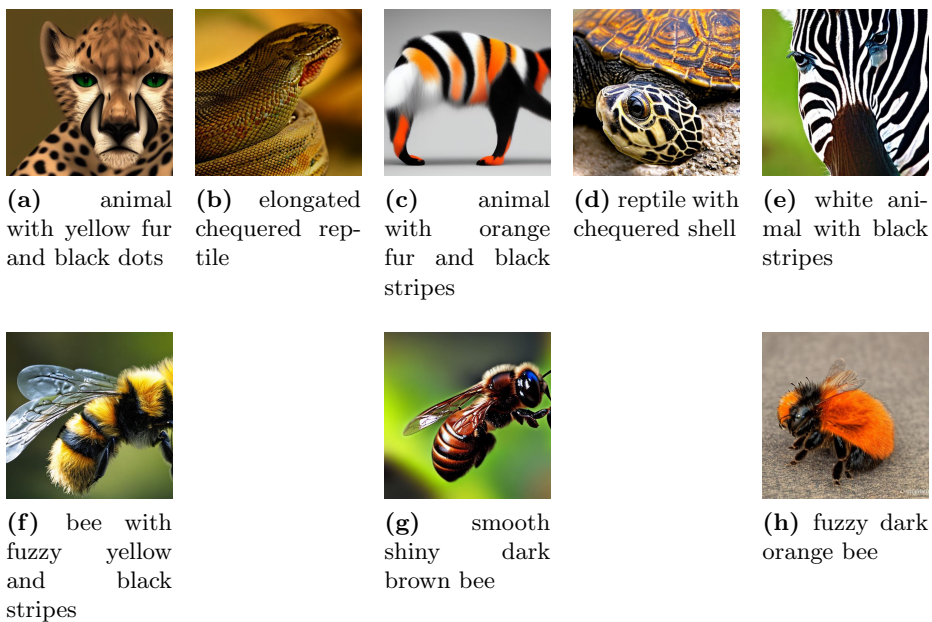 (a) animal with yellow fur and black dots
(b) elongated chequered rep-
tile
(c) animal with orange fur and black stripes
(d) reptile with chequered shell
(e) white ani-
mal with black stripes
(f) bee with fuzzy yellow and black stripes
(g) smooth shiny dark brown bee
(h) fuzzy dark orange bee